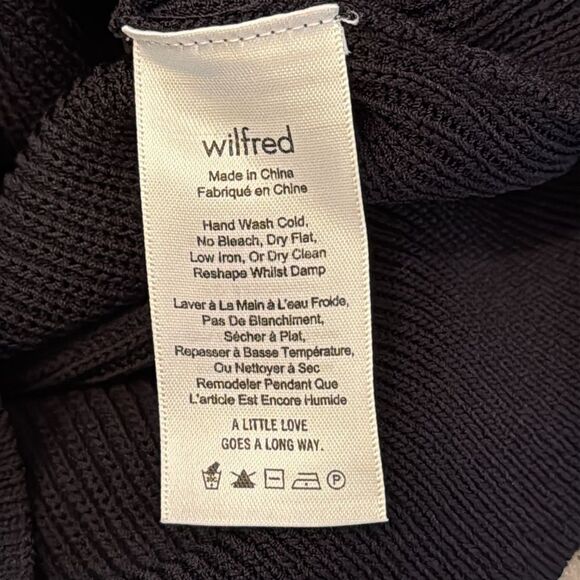 wilfred
Made in China
Fabriqué en Chine
Hand Wash Cold,
No Bleach, Dry Flat,
Low Iron, Or Dry Clean
Reshape Whilst Damp
Laver à La Main à L'eau Froide,
Pas De Blanchiment,
Sécher à Plat,
Repasser à Basse Température,
Ou Nettoyer à Sec
Remodeler Pendant Que
L'article Est Encore Humide
A LITTLE LOVE
GOES A LONG WAY.
P